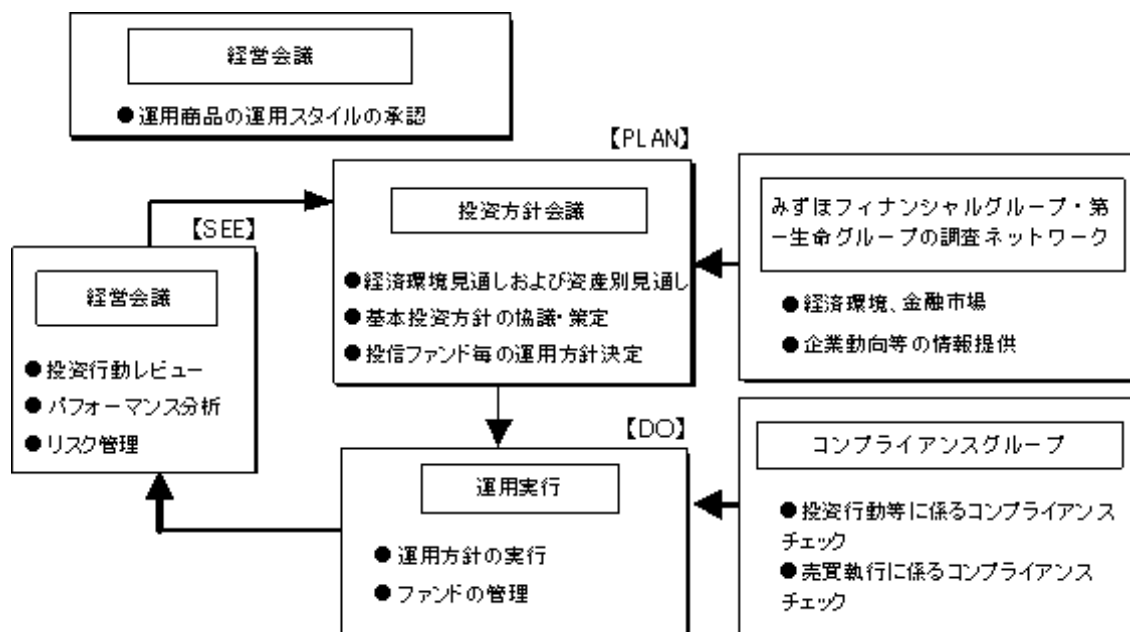 経営会議
●運用商品の運用スタイルの承認
【PLAN】
投資方針会議
●経済環境見通しおよび資産別見通し
●基本投資方針の協議・策定
●投信ファンド毎の運用方針決定
みずほフィナンシャルグループ・第
一生命グループの調査ネットワーク
●経済環境、金融市場
●企業動向等の情報提供
【SEE】
経営会議
●投資行動レビュー
●パフォーマンス分析
●リスク管理
【DO】
運用実行
●運用方針の実行
●ファンドの管理
コンプライアンスグループ
●投資行動等に係るコンプライアンス
チェック
●売買執行に係るコンプライアンス
チェック